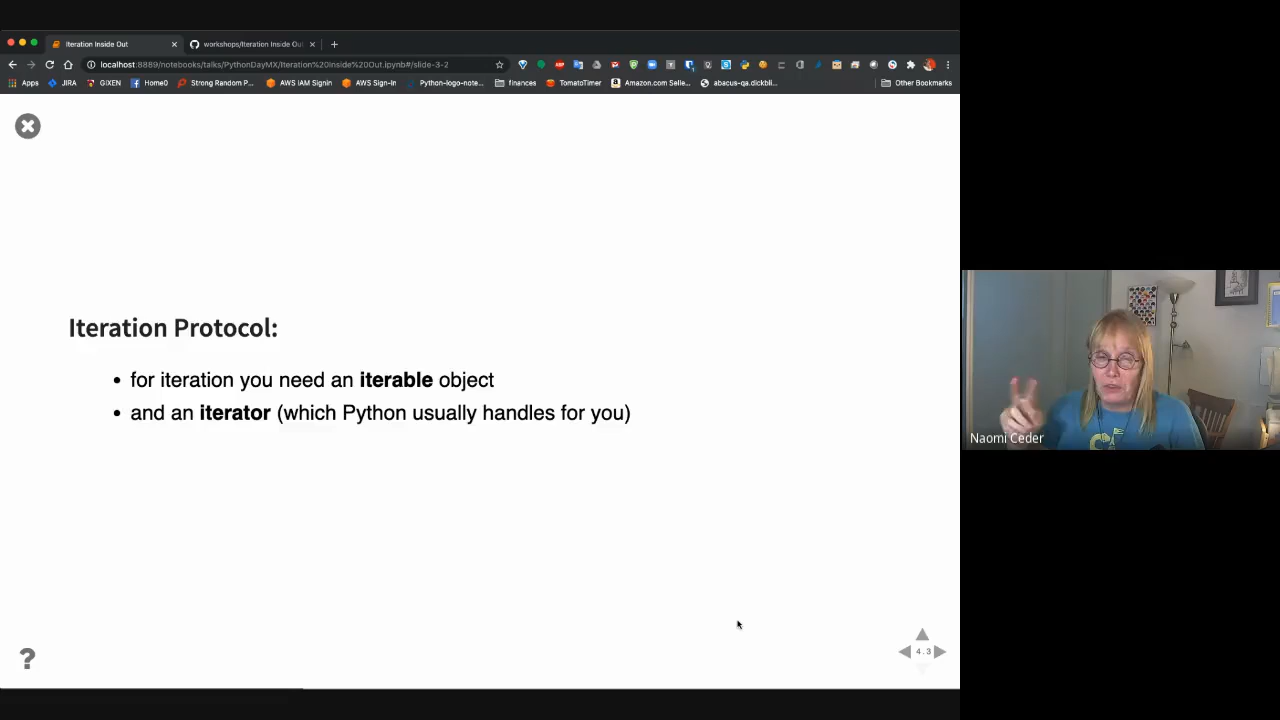 Iteration Inside Out
workshops/Iteration Inside Out
localhost:8889/notebooks/talks/PythonDayMX/Iteration%20Inside%20Out.ipynb#/slide-3-2
Apps JIRA GIXEN Home0 Strong Random P... AWS IAM Signin AWS Sign-In Python-logo-note... finances TomatoTimer Amazon.com Selle... abacus-qa.dickbli... Other Bookmarks
Iteration Protocol:
• for iteration you need an iterable object
• and an iterator (which Python usually handles for you)
Naomi Ceder
?
4.3